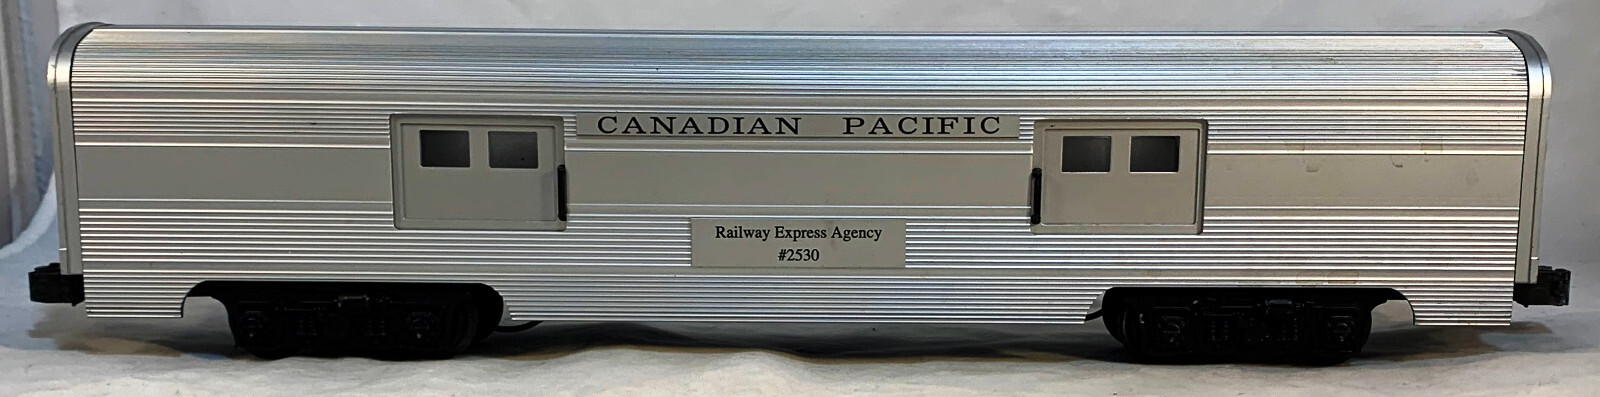 CANADIAN PACIFIC
Railway Express Agency
#2530